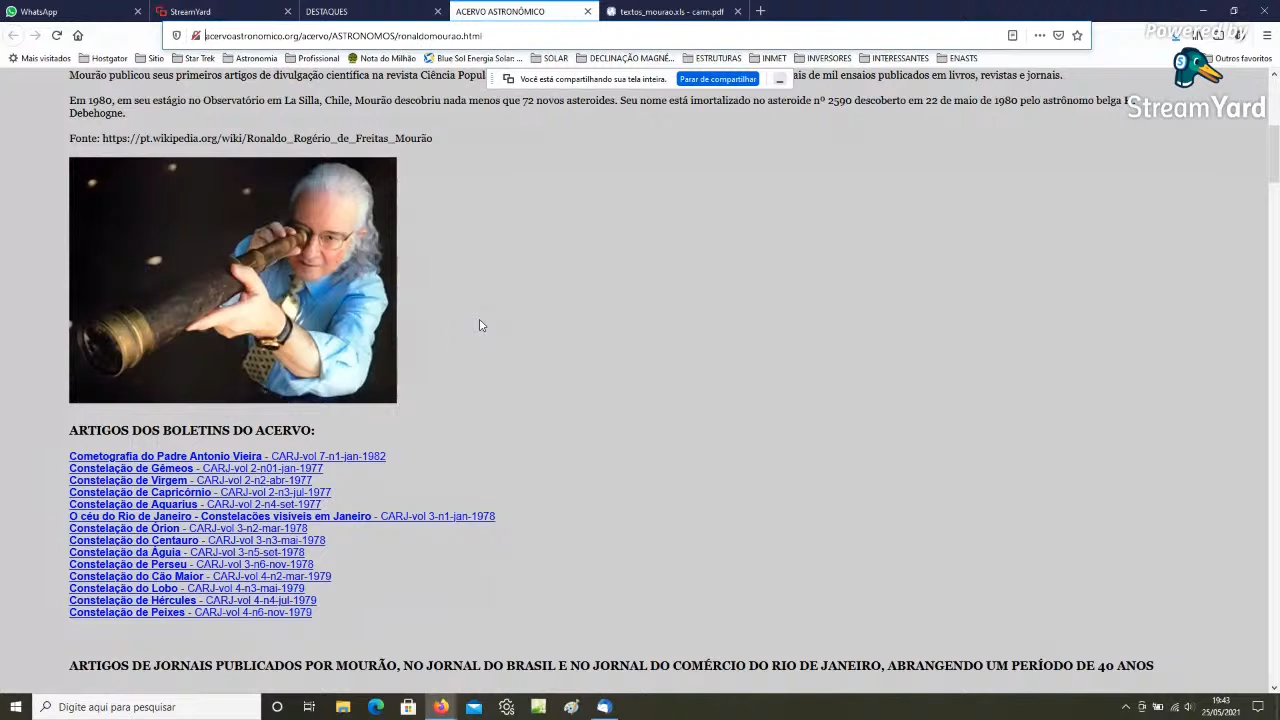 WhatsApp
StreamYard
DESTAQUES
ACERVO ASTRONÔMICO
textos_mourao.xls - carm.pdf
acervoastronomico.org/acervo/ASTRONOMOS/ronaldomourao.html
Powered by
Mais visitados
Hostgator
Sitio
Star Trek
Astronomia
Profissional
Nota do Milhão
Blue Sol Energia Solar: ...
SOLAR
DECLINAÇÃO MAGNÉ...
ESTRUTURAS
INMET
INVERSORES
INTERESSANTES
ENASTS
Outros favoritos
StreamYard
Mourão publicou seus primeiros artigos de divulgação científica na revista Ciência Popul
ais de mil ensaios publicados em livros, revistas e jornais.
Você está compartilhando sua tela inteira.
Parar de compartilhar
Em 1980, em seu estágio no Observatório em La Silla, Chile, Mourão descobriu nada menos que 72 novos asteroides. Seu nome está imortalizado no asteroide nº 2590 descoberto em 22 de maio de 1980 pelo astrônomo belga
Debehogne.
Fonte: https://pt.wikipedia.org/wiki/Ronaldo_Rogério_de_Freitas_Mourão
ARTIGOS DOS BOLETINS DO ACERVO:
Cometografia do Padre Antonio Vieira - CARJ-vol 7-n1-jan-1982
Constelação de Gêmeos - CARJ-vol 2-n01-jan-1977
Constelação de Virgem - CARJ-vol 2-n2-abr-1977
Constelação de Capricórnio - CARJ-vol 2-n3-jul-1977
Constelação de Aquarius - CARJ-vol 2-n4-set-1977
O céu do Rio de Janeiro - Constelacões visiveis em Janeiro - CARJ-vol 3-n1-jan-1978
Constelação de Órion - CARJ-vol 3-n2-mar-1978
Constelação do Centauro - CARJ-vol 3-n3-mai-1978
Constelação da Águia - CARJ-vol 3-n5-set-1978
Constelação de Perseu - CARJ-vol 3-n6-nov-1978
Constelação do Cão Maior - CARJ-vol 4-n2-mar-1979
Constelação do Lobo - CARJ-vol 4-n3-mai-1979
Constelação de Hércules - CARJ-vol 4-n4-jul-1979
Constelação de Peixes - CARJ-vol 4-n6-nov-1979
ARTIGOS DE JORNAIS PUBLICADOS POR MOURÃO, NO JORNAL DO BRASIL E NO JORNAL DO COMÉRCIO DO RIO DE JANEIRO, ABRANGENDO UM PERÍODO DE 40 ANOS
Digite aqui para pesquisar
19:43
25/05/2021